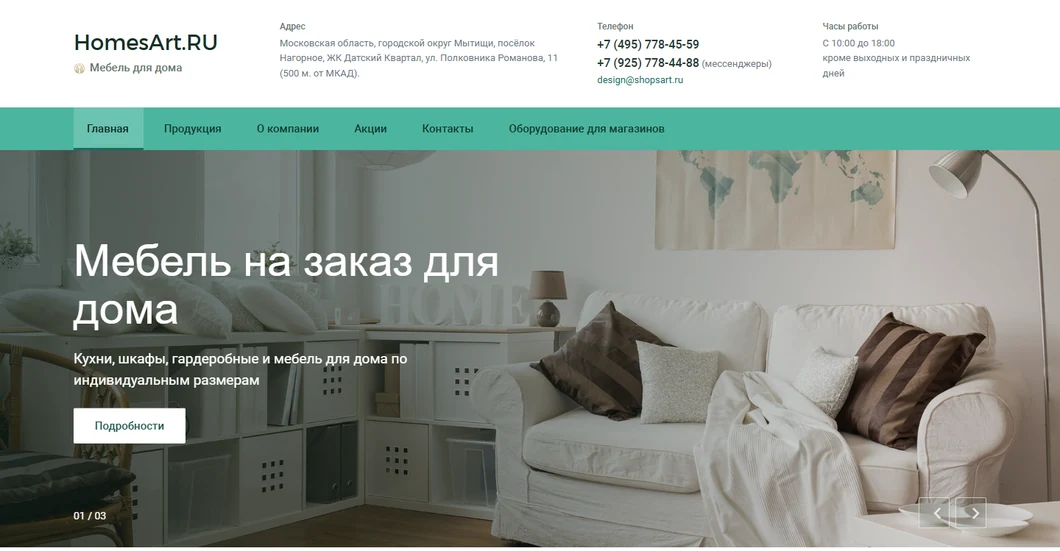 HomesArt.RU
Мебель для дома
Адрес
Московская область, городской округ Мытищи, посёлок
Нагорное, ЖК Датский Квартал, ул. Полковника Романова, 11
(500 м. от МКАД).
Телефон
+7 (495) 778-45-59
+7 (925) 778-44-88 (мессенджеры)
design@shopsart.ru
Часы работы
С 10:00 до 18:00
кроме выходных и праздничных
дней
Главная
Продукция
О компании
Акции
Контакты
Оборудование для магазинов
HOME
Мебель на заказ для
дома
Кухни, шкафы, гардеробные и мебель для дома по
индивидуальным размерам
Подробности
01 / 03